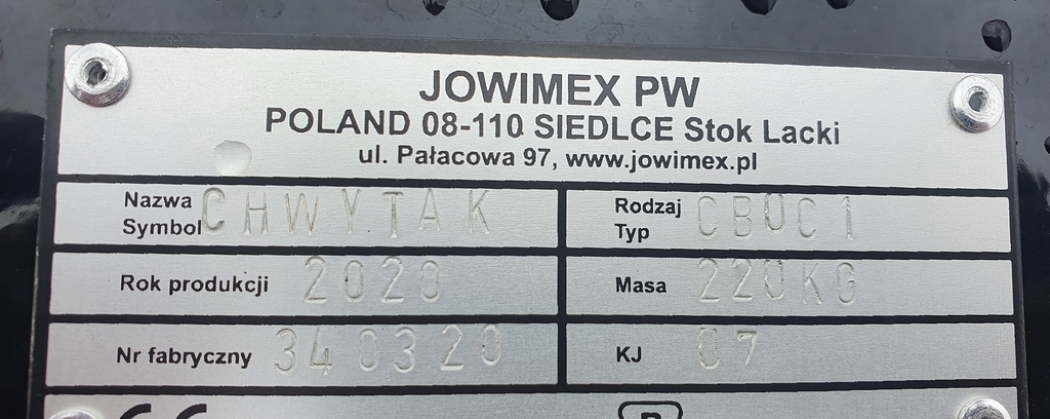 JOWIMEX PW
POLAND 08-110 SIEDLCE Stok Lacki
ul. Pałacowa 97, www.jowimex.pl
Nazwa
Symbol CHWYTAK
Rodzaj
Typ CBUC1
Rok produkcji 2020
Masa 220KG
Nr fabryczny 340320
KJ 07
CE